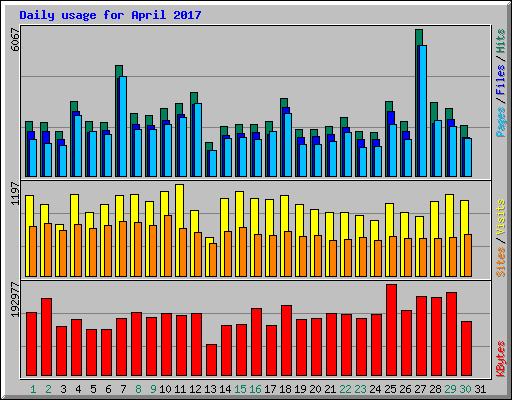 Daily usage for April 2017
6067
Pages / Files / Hits
1197
Sites / Visits
192977
KBytes
1 2 3 4 5 6 7 8 9 10 11 12 13 14 15 16 17 18 19 20 21 22 23 24 25 26 27 28 29 30 31